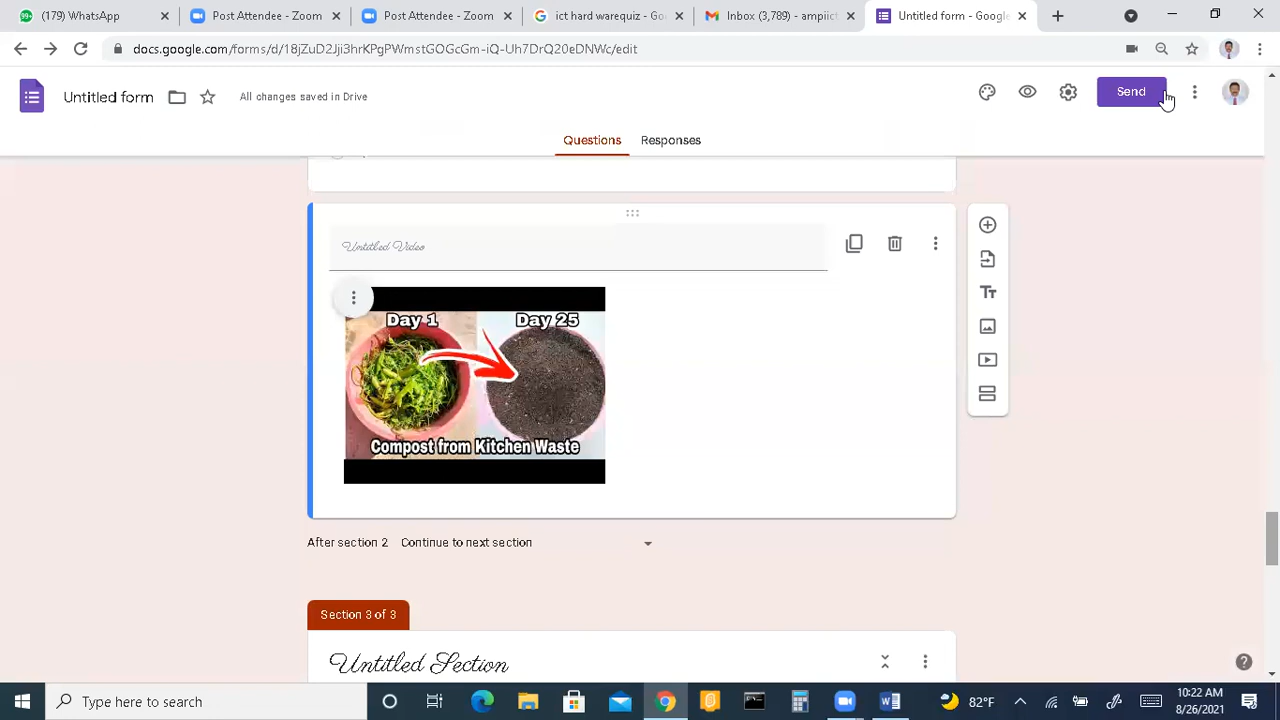 (179) WhatsApp
Post Attendee - Zoom
Post Attendee - Zoom
ict hard ware quiz - Go
Inbox (3,789) - ampiict
Untitled form - Google
docs.google.com/forms/d/18jZuD2Jji3hrKPgPWmstGOGcGm-iQ-Uh7DrQ20eDNWc/edit
Untitled form
All changes saved in Drive
Send
Questions
Responses
Untitled Video
Day 1
Day 25
Compost from Kitchen Waste
After section 2 Continue to next section
Section 3 of 3
Untitled Section
Type here to search
82°F
10:22 AM
8/26/2021